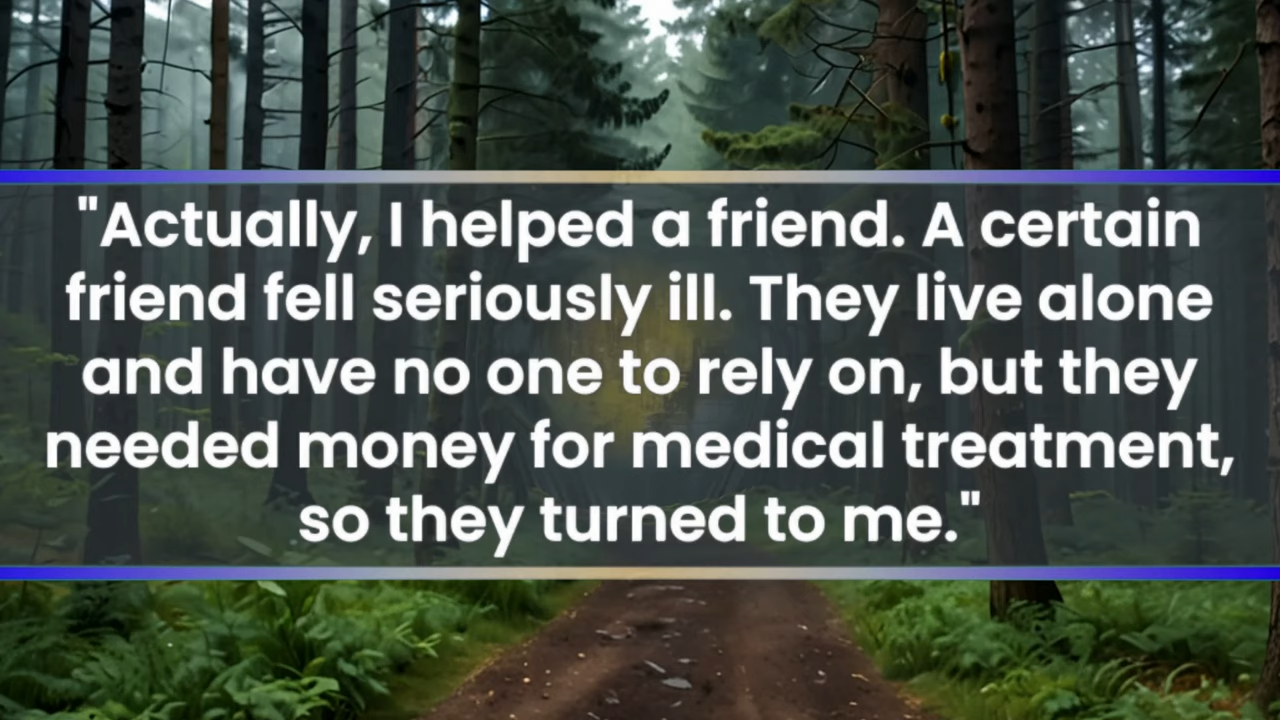 "Actually, I helped a friend. A certain
friend fell seriously ill. They live alone
and have no one to rely on, but they
needed money for medical treatment,
so they turned to me."